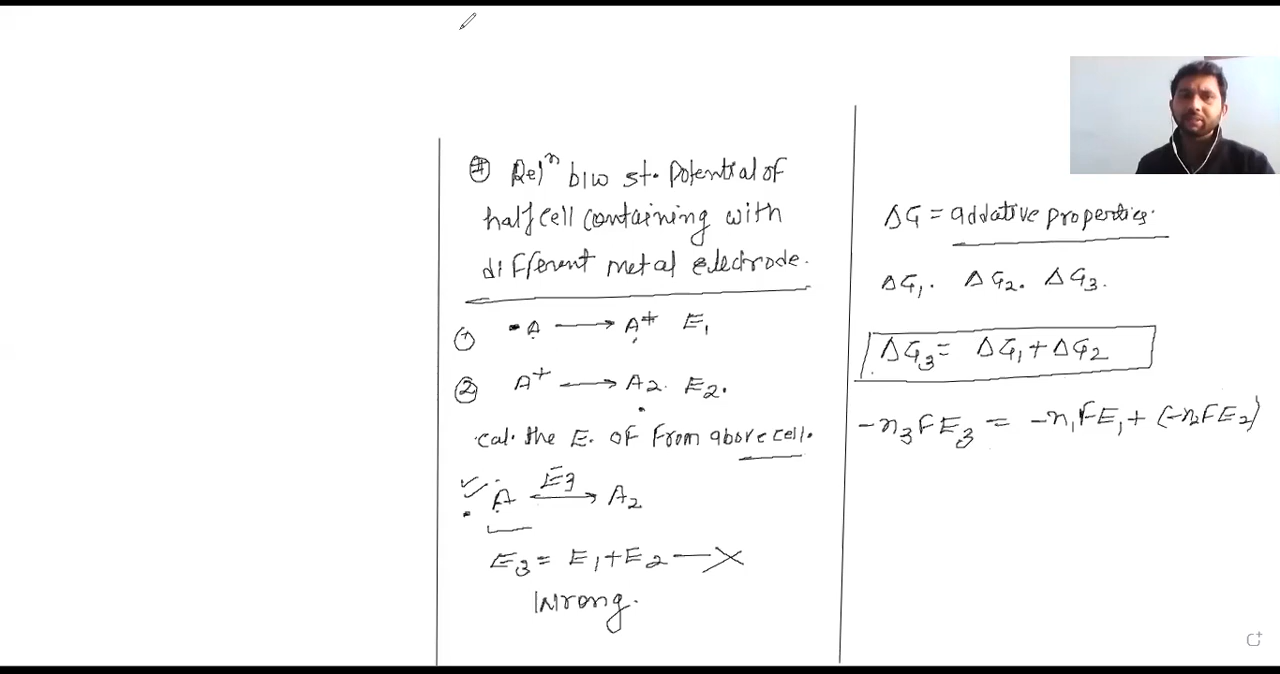 # Relⁿ b/w st. Potential of
half cell containing with
different metal electrode.
① A → A⁺ E₁
② A⁺ → A₂ E₂.
cal. the E. of From above cell.
A ⟷ A₂ E₃
E₃ = E₁ + E₂ — X
Wrong.
ΔG = addative properties.
ΔG₁. ΔG₂. ΔG₃.
ΔG₃ = ΔG₁ + ΔG₂
-n₃FE₃ = -n₁FE₁ + (-n₂FE₂)